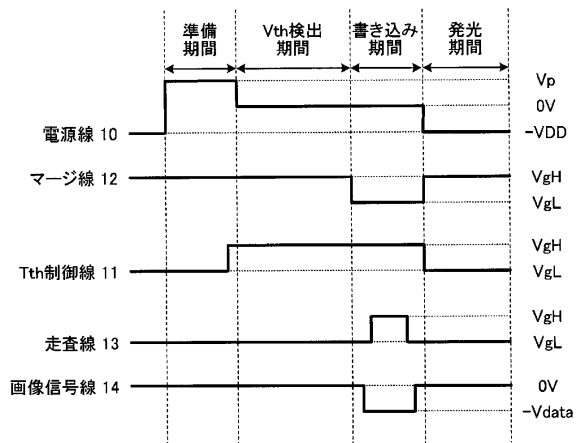 準備
期間
Vth検出
期間
書き込み
期間
発光
期間
Vp
0V
電源線 10
-VDD
マージ線 12
VgH
VgL
VgH
Tth制御線 11
VgL
VgH
走査線 13
VgL
画像信号線 14
0V
-Vdata